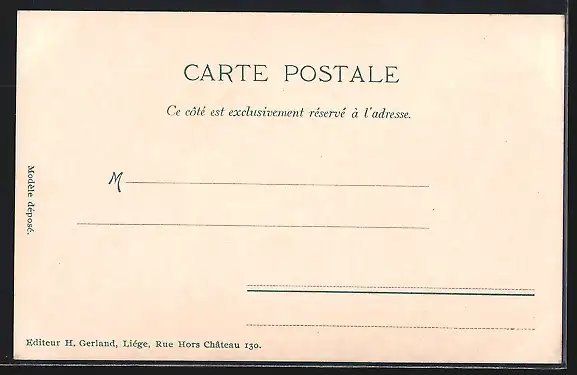 CARTE POSTALE
Ce côté est exclusivement réservé à l'adresse.
M
Modèle déposé.
Editeur H. Gerland, Liége, Rue Hors Château 130.